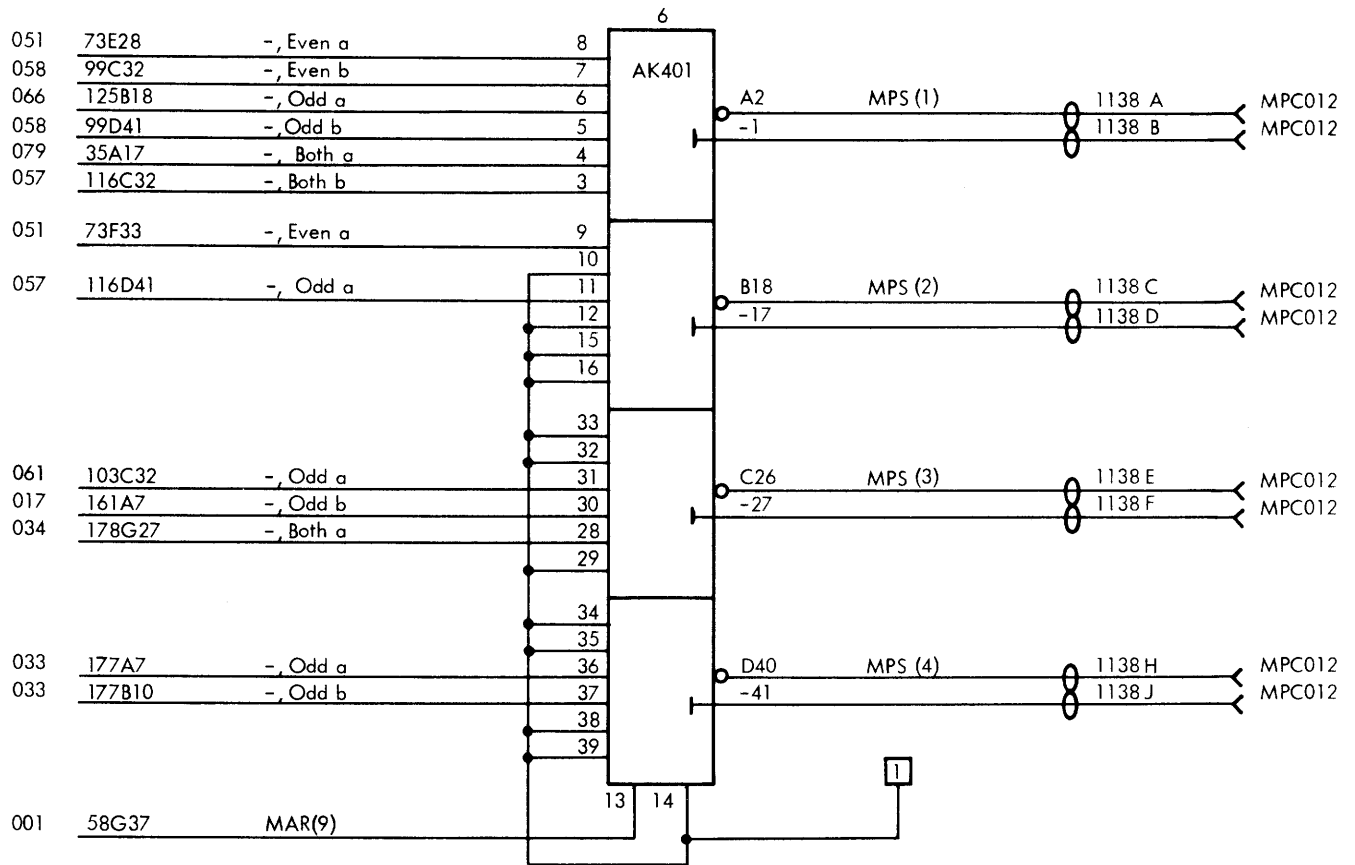 6
051 73E28 -, Even a 8
AK401
058 99C32 -, Even b 7
066 125B18 -, Odd a 6
A2 MPS (1) 1138 A MPC012
058 99D41 -, Odd b 5
-1 1138 B MPC012
079 35A17 -, Both a 4
057 116C32 -, Both b 3
051 73F33 -, Even a 9
10
057 116D41 -, Odd a 11
B18 MPS (2) 1138 C MPC012
12
-17 1138 D MPC012
15
16
33
32
061 103C32 -, Odd a 31
C26 MPS (3) 1138 E MPC012
017 161A7 -, Odd b 30
-27 1138 F MPC012
034 178G27 -, Both a 28
29
34
35
033 177A7 -, Odd a 36
D40 MPS (4) 1138 H MPC012
033 177B10 -, Odd b 37
-41 1138 J MPC012
38
39
1
13 14
001 58G37 MAR(9)